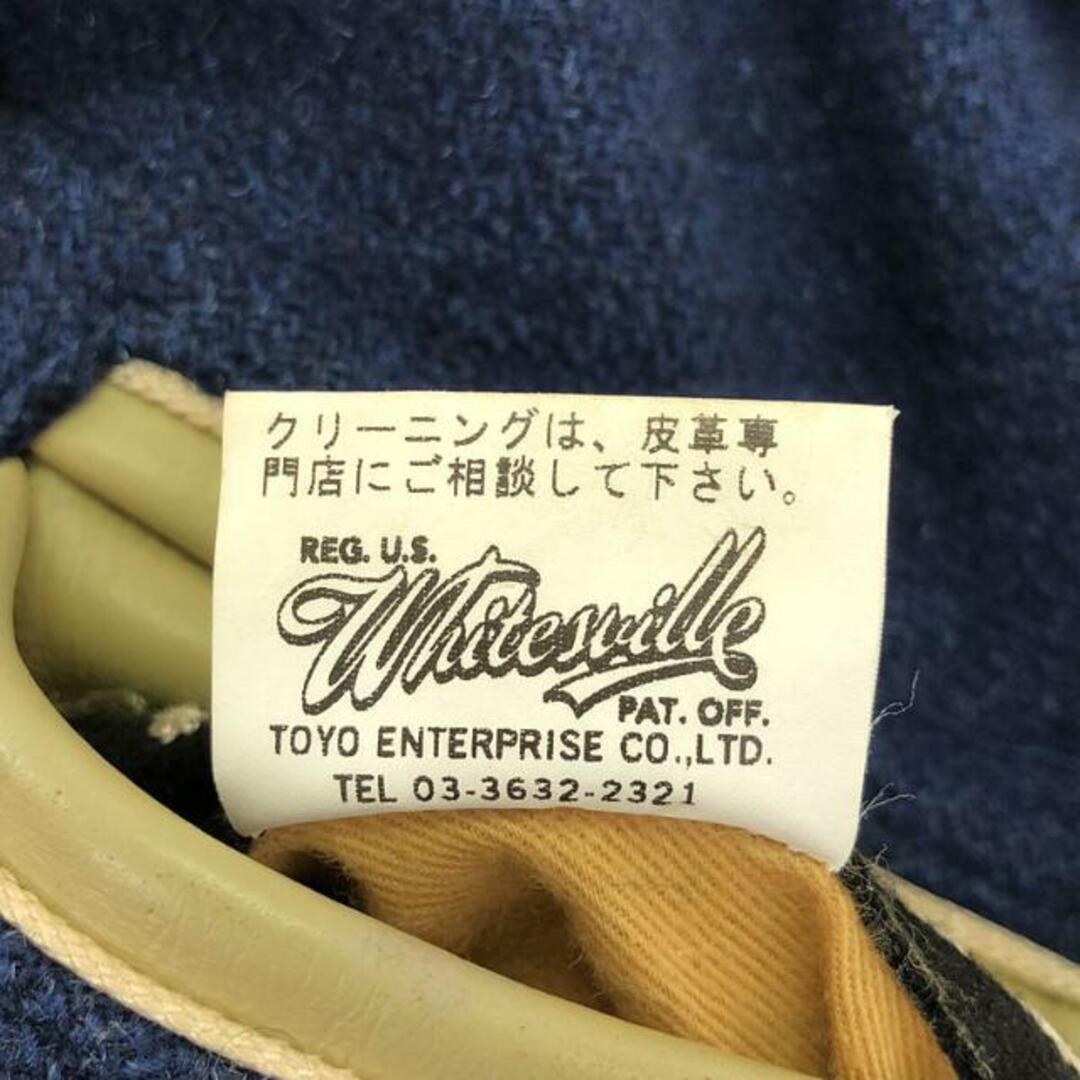 クリーニングは、皮革専
門店にご相談して下さい。
REG. U.S.
Whitesville
PAT. OFF.
TOYO ENTERPRISE CO.,LTD.
TEL 03-3632-2321